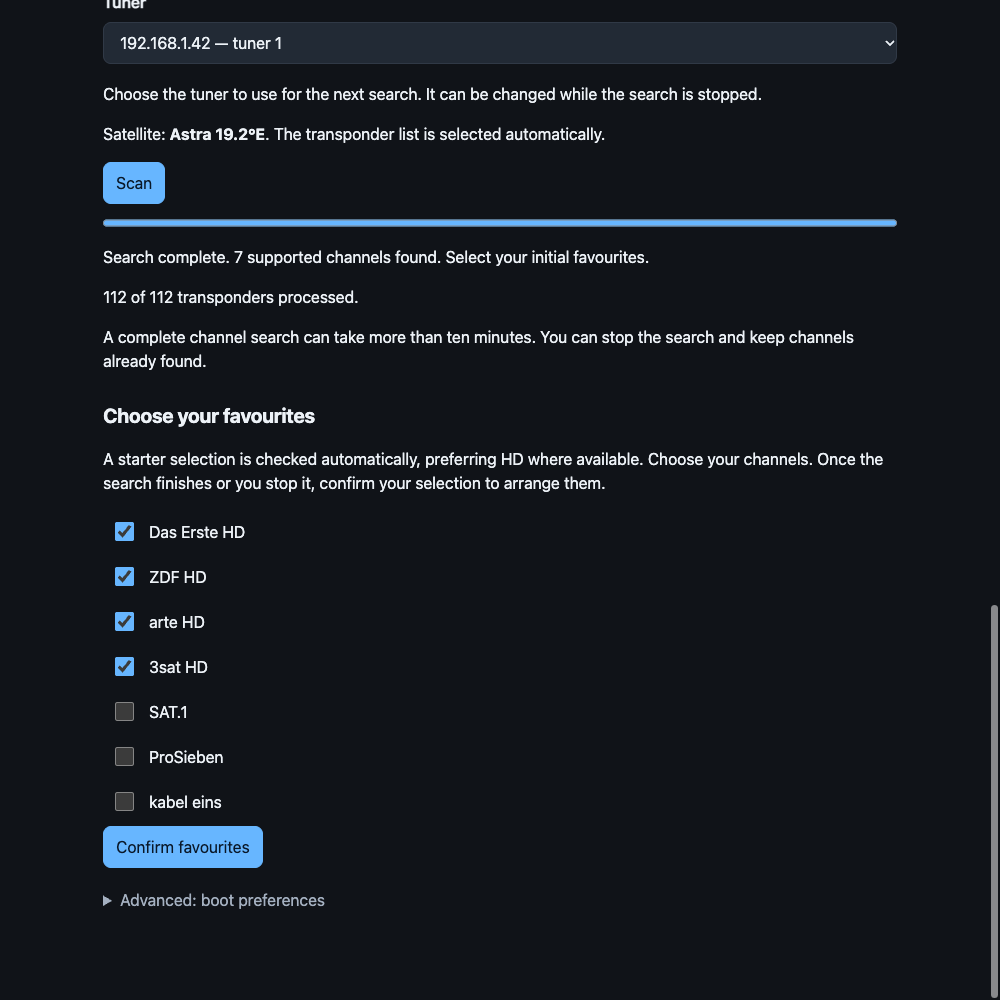 Tuner
192.168.1.42 — tuner 1
Choose the tuner to use for the next search. It can be changed while the search is stopped.
Satellite: Astra 19.2°E. The transponder list is selected automatically.
Scan
Search complete. 7 supported channels found. Select your initial favourites.
112 of 112 transponders processed.
A complete channel search can take more than ten minutes. You can stop the search and keep channels
already found.
Choose your favourites
A starter selection is checked automatically, preferring HD where available. Choose your channels. Once the
search finishes or you stop it, confirm your selection to arrange them.
Das Erste HD
ZDF HD
arte HD
3sat HD
SAT.1
ProSieben
kabel eins
Confirm favourites
Advanced: boot preferences